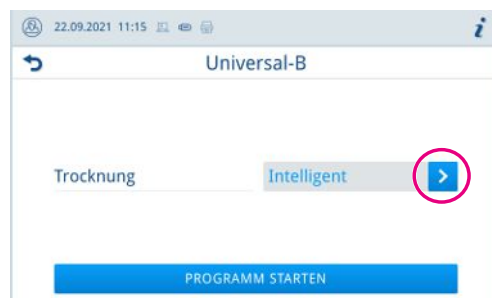 22.09.2021 11:15
Universal-B
Trocknung Intelligent
PROGRAMM STARTEN